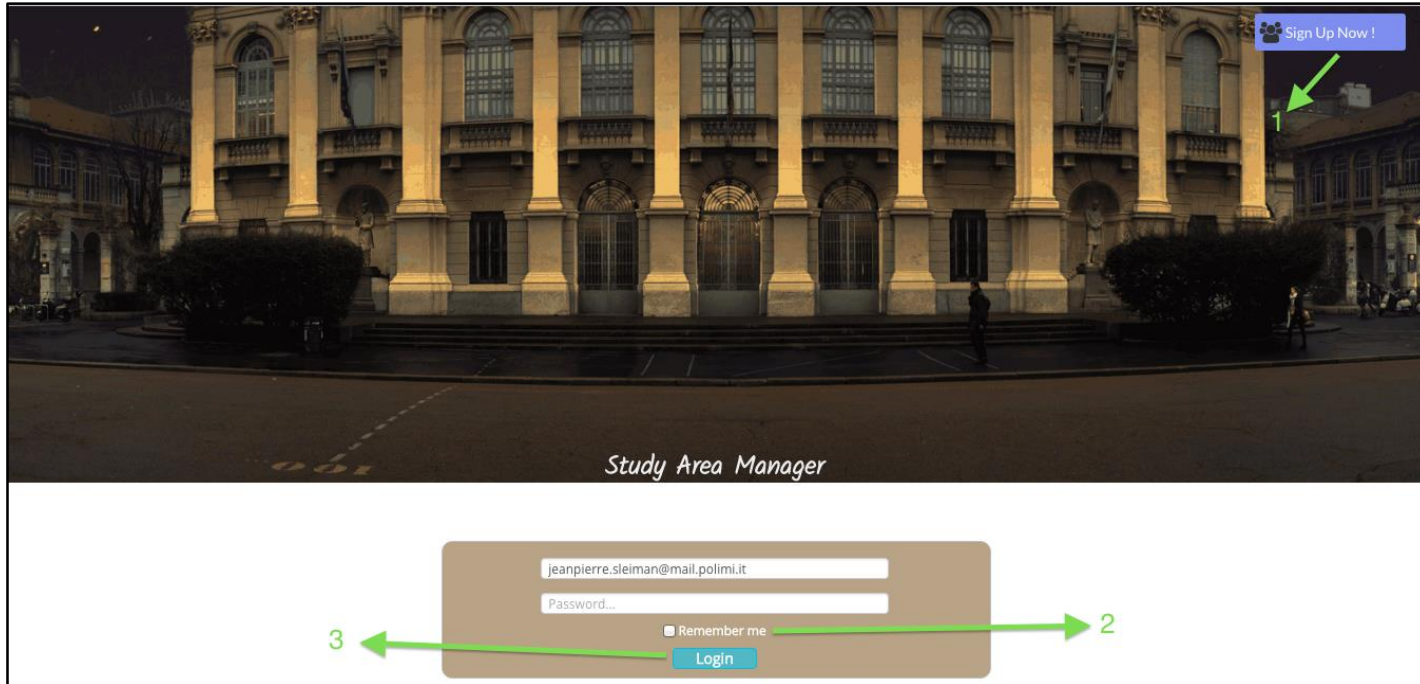 Sign Up Now !
1
Study Area Manager
jeanpierre.sleiman@mail.polimi.it
Password...
Remember me
2
3
Login